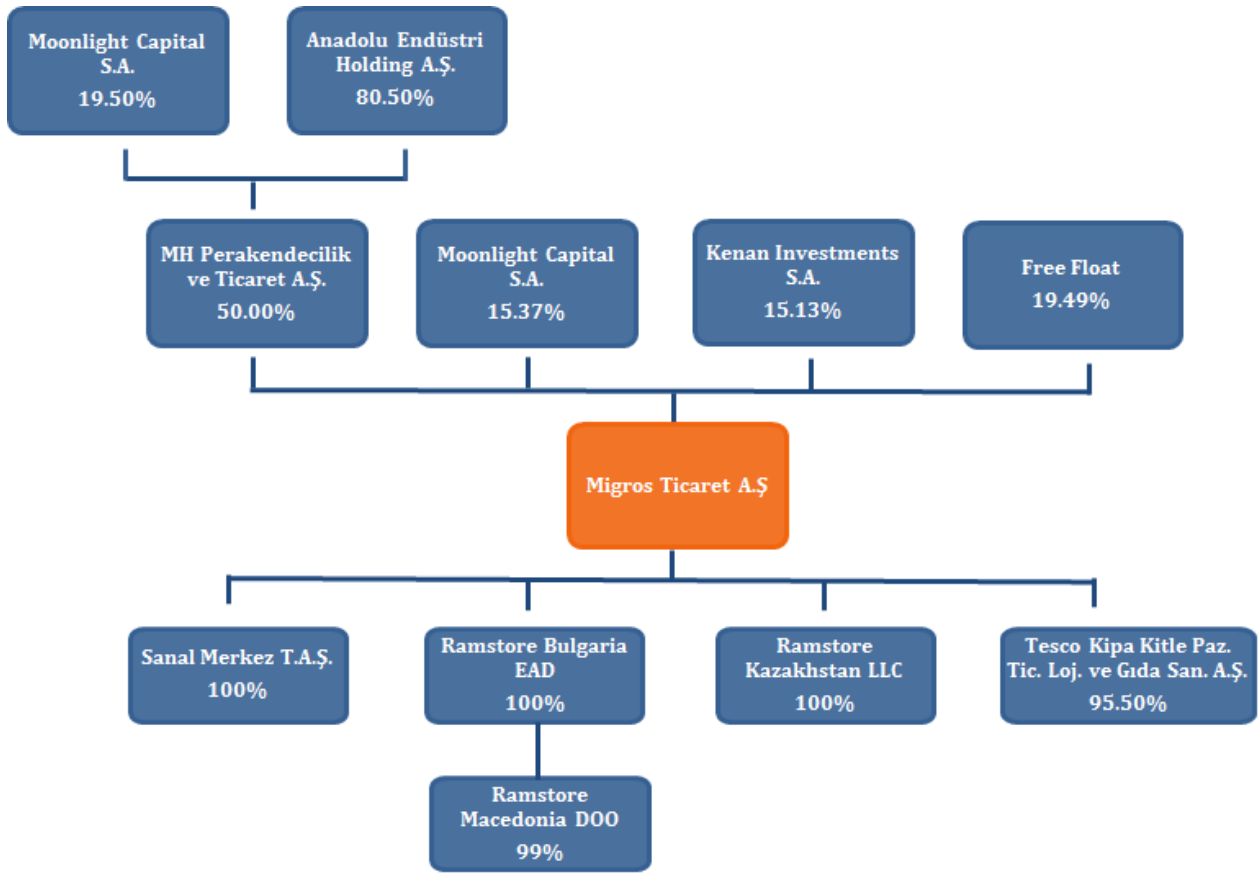 Moonlight Capital
S.A.
19.50%
Anadolu Endüstri
Holding A.Ş.
80.50%
MH Perakendecilik
ve Ticaret A.Ş.
50.00%
Moonlight Capital
S.A.
15.37%
Kenan Investments
S.A.
15.13%
Free Float
19.49%
Migros Ticaret A.Ş
Sanal Merkez T.A.Ş.
100%
Ramstore Bulgaria
EAD
100%
Ramstore
Kazakhstan LLC
100%
Tesco Kipa Kitle Paz.
Tic. Loj. ve Gıda San. A.Ş.
95.50%
Ramstore
Macedonia DOO
99%